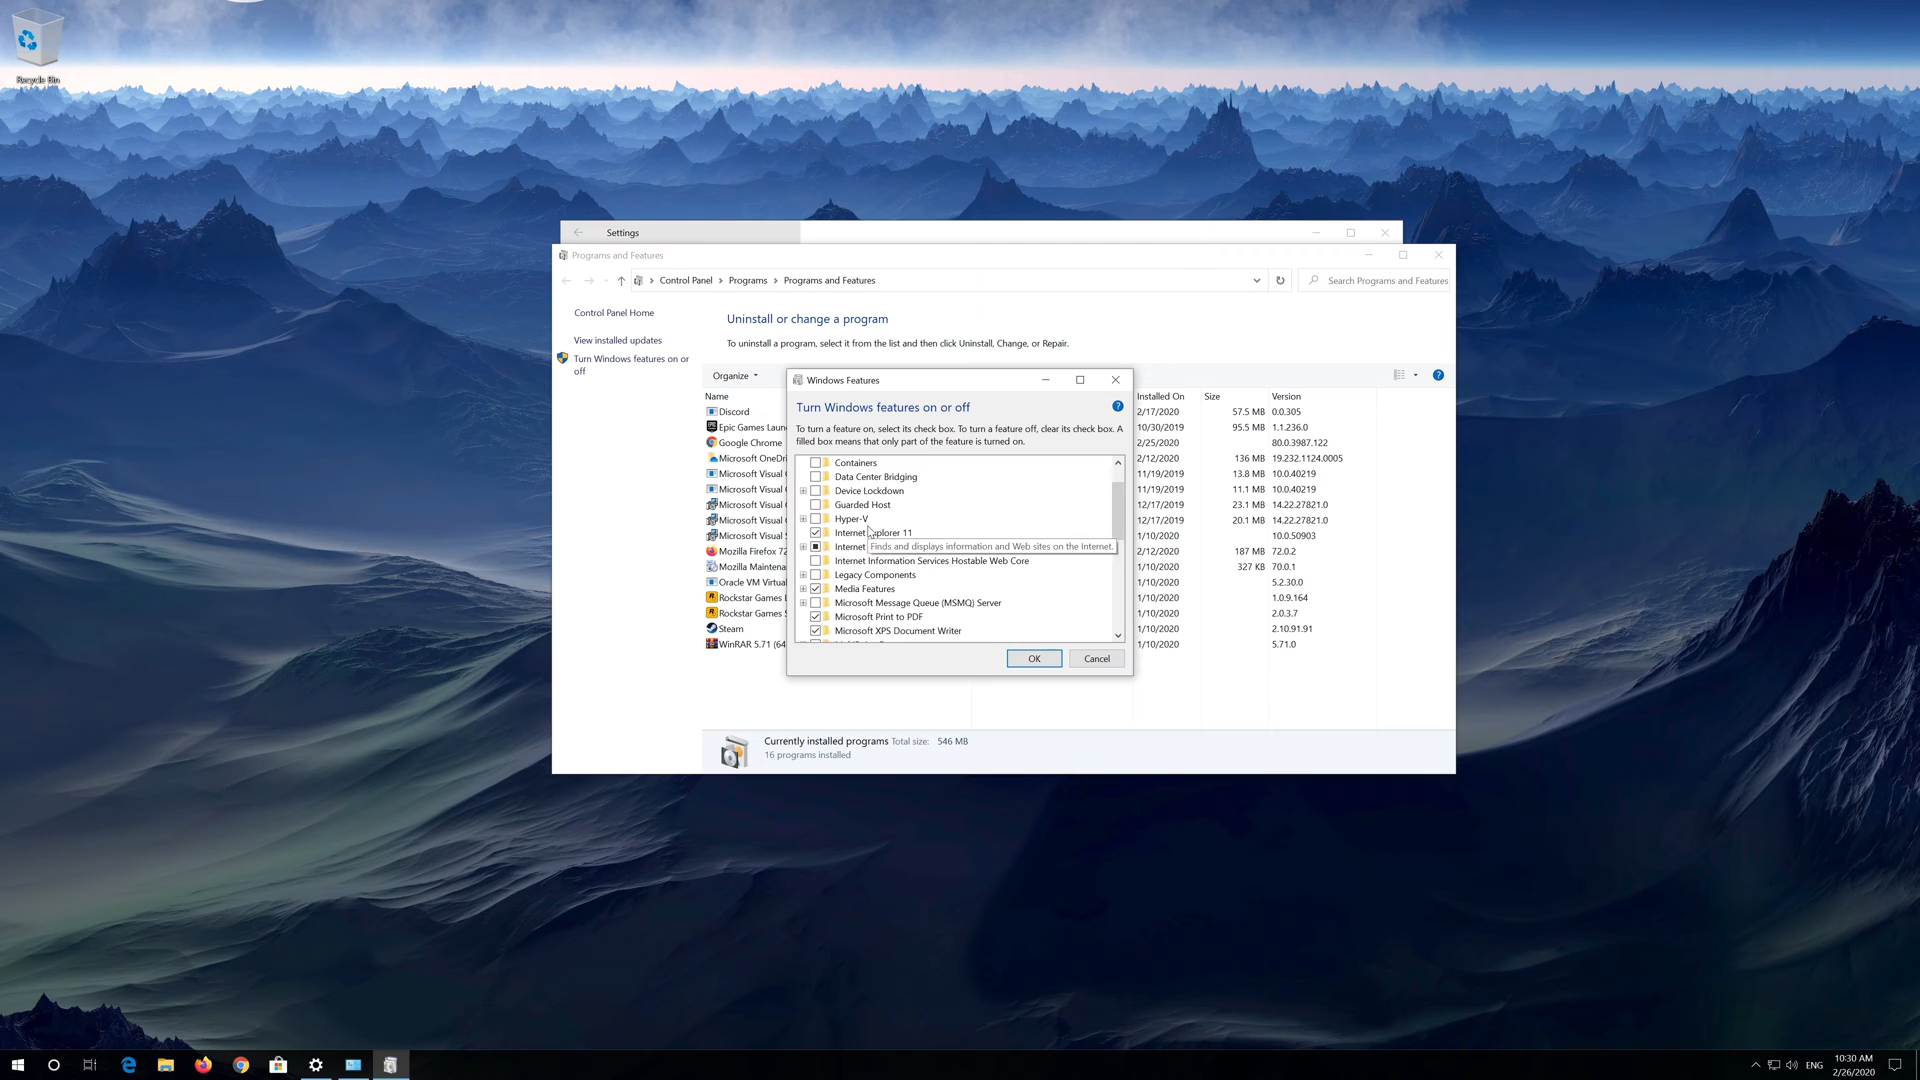 Recycle Bin
Settings
Programs and Features
Control Panel
Programs
Programs and Features
Search Programs and Features
Control Panel Home
View installed updates
Turn Windows features on or
off
Uninstall or change a program
To uninstall a program, select it from the list and then click Uninstall, Change, or Repair.
Organize
Name
Installed On
Size
Version
Discord
2/17/2020
57.5 MB
0.0.305
Epic Games Laun
10/30/2019
95.5 MB
1.1.236.0
Google Chrome
2/25/2020
80.0.3987.122
Microsoft OneDri
2/12/2020
136 MB
19.232.1124.0005
Microsoft Visual
11/19/2019
13.8 MB
10.0.40219
Microsoft Visual
11/19/2019
11.1 MB
10.0.40219
Microsoft Visual
12/17/2019
23.1 MB
14.22.27821.0
Microsoft Visual
12/17/2019
20.1 MB
14.22.27821.0
Microsoft Visual
1/10/2020
10.0.50903
Mozilla Firefox 72
2/12/2020
187 MB
72.0.2
Mozilla Maintena
1/10/2020
327 KB
70.0.1
Oracle VM Virtual
1/10/2020
5.2.30.0
Rockstar Games L
1/10/2020
1.0.9.164
Rockstar Games S
1/10/2020
2.0.3.7
Steam
1/10/2020
2.10.91.91
WinRAR 5.71 (64
1/10/2020
5.71.0
Windows Features
Turn Windows features on or off
To turn a feature on, select its check box. To turn a feature off, clear its check box. A
filled box means that only part of the feature is turned on.
Containers
Data Center Bridging
Device Lockdown
Guarded Host
Hyper-V
Internet Explorer 11
Internet
Finds and displays information and Web sites on the Internet.
Internet Information Services Hostable Web Core
Legacy Components
Media Features
Microsoft Message Queue (MSMQ) Server
Microsoft Print to PDF
Microsoft XPS Document Writer
OK
Cancel
Currently installed programs Total size: 546 MB
16 programs installed
ENG
10:30 AM
2/26/2020